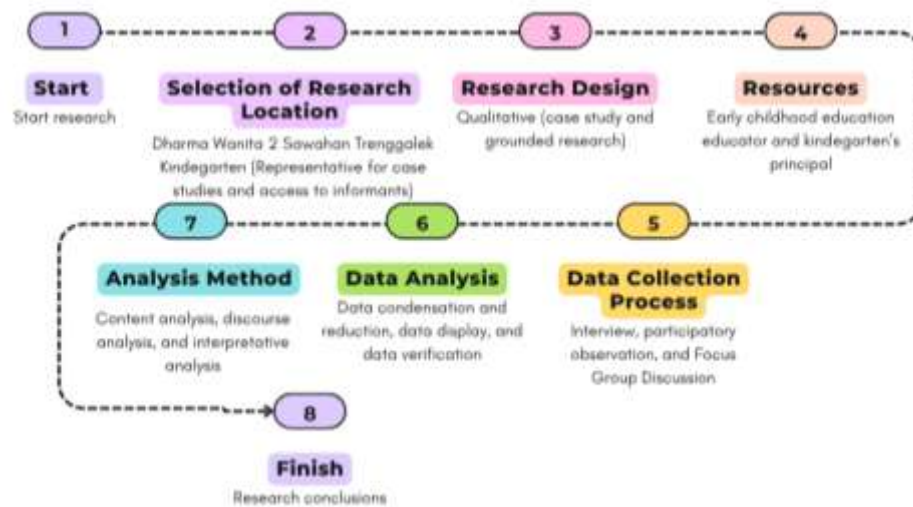 1
Start
Start research
2
Selection of Research
Location
Dharma Wanita 2 Sawahan Trenggalek
Kindegarten (Representative for case
studies and access to informants)
3
Research Design
Qualitative (case study and
grounded research)
4
Resources
Early childhood education
educator and kindegarten's
principal
5
Data Collection
Process
Interview, participatory
observation, and Focus
Group Discussion
6
Data Analysis
Data condensation and
reduction, data display, and
data verification
7
Analysis Method
Content analysis, discourse
analysis, and interpretative
analysis
8
Finish
Research conclusions